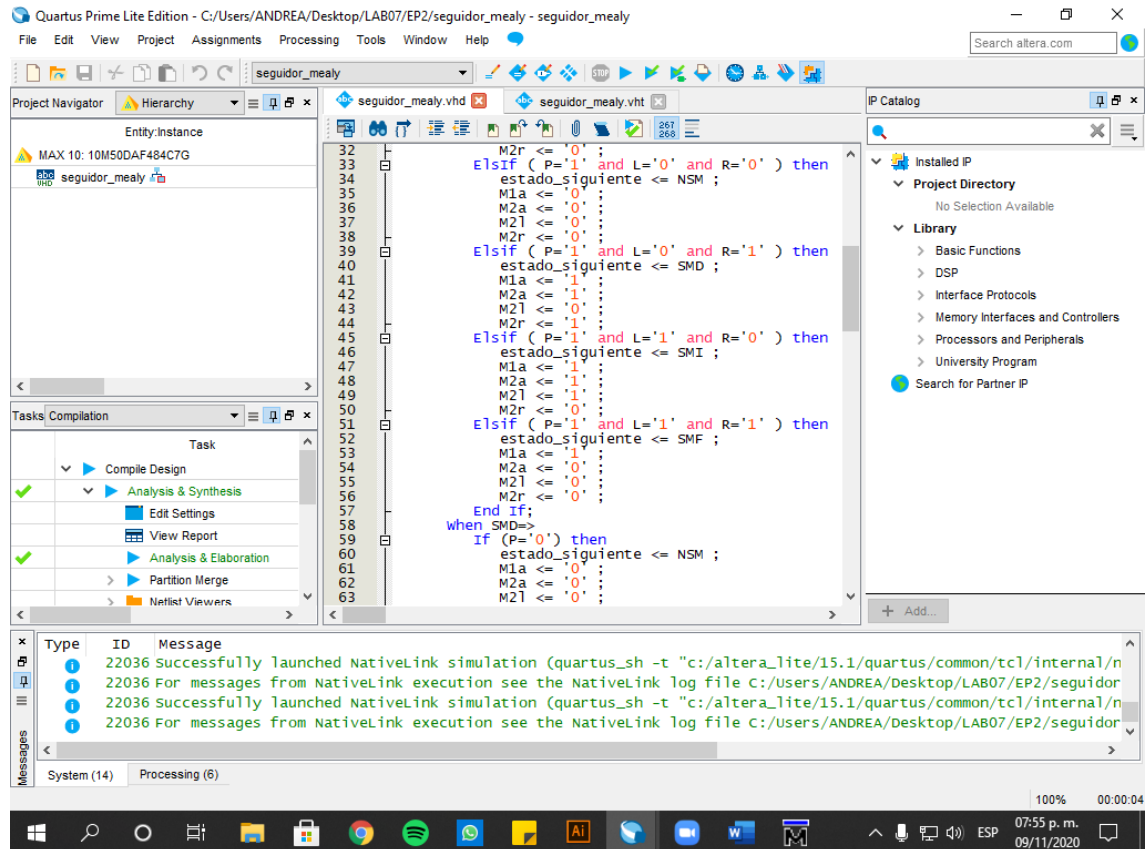 Quartus Prime Lite Edition - C:/Users/ANDREA/Desktop/LAB07/EP2/seguidor_mealy - seguidor_mealy
File Edit View Project Assignments Processing Tools Window Help
Search altera.com
seguidor_mealy
STOP
Project Navigator Hierarchy
Entity:Instance
MAX 10: 10M50DAF484C7G
abc VHD seguidor_mealy
Tasks Compilation
Task
Compile Design
Analysis & Synthesis
Edit Settings
View Report
Analysis & Elaboration
Partition Merge
Netlist Viewers
abc seguidor_mealy.vhd
abc seguidor_mealy.vht
267 268
32 M2r <= '0' ;
33 ElsIf ( P='1' and L='0' and R='0' ) then
34 estado_siguiente <= NSM ;
35 M1a <= '0' ;
36 M2a <= '0' ;
37 M2l <= '0' ;
38 M2r <= '0' ;
39 Elsif ( P='1' and L='0' and R='1' ) then
40 estado_siguiente <= SMD ;
41 M1a <= '1' ;
42 M2a <= '1' ;
43 M2l <= '0' ;
44 M2r <= '1' ;
45 Elsif ( P='1' and L='1' and R='0' ) then
46 estado_siguiente <= SMI ;
47 M1a <= '1' ;
48 M2a <= '1' ;
49 M2l <= '1' ;
50 M2r <= '0' ;
51 Elsif ( P='1' and L='1' and R='1' ) then
52 estado_siguiente <= SMF ;
53 M1a <= '1' ;
54 M2a <= '0' ;
55 M2l <= '0' ;
56 M2r <= '0' ;
57 End If;
58 When SMD=>
59 If (P='0') then
60 estado_siguiente <= NSM ;
61 M1a <= '0' ;
62 M2a <= '0' ;
63 M2l <= '0' ;
IP Catalog
Installed IP
Project Directory
No Selection Available
Library
Basic Functions
DSP
Interface Protocols
Memory Interfaces and Controllers
Processors and Peripherals
University Program
Search for Partner IP
+ Add...
Type ID Message
22036 Successfully launched NativeLink simulation (quartus_sh -t "c:/altera_lite/15.1/quartus/common/tcl/internal/n
22036 For messages from NativeLink execution see the NativeLink log file C:/Users/ANDREA/Desktop/LAB07/EP2/seguidor
22036 Successfully launched NativeLink simulation (quartus_sh -t "c:/altera_lite/15.1/quartus/common/tcl/internal/n
22036 For messages from NativeLink execution see the NativeLink log file C:/Users/ANDREA/Desktop/LAB07/EP2/seguidor
Messages
System (14) Processing (6)
100% 00:00:04
Ai
W
ESP
07:55 p. m.
09/11/2020